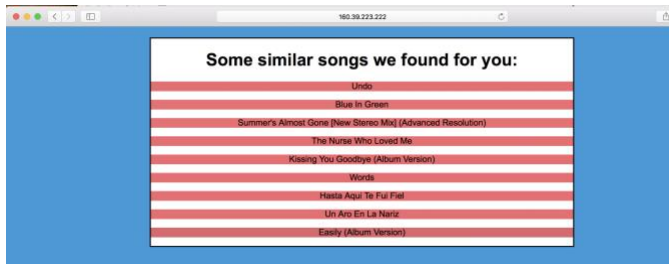 160.39.223.222
Some similar songs we found for you:
Undo
Blue In Green
Summer's Almost Gone [New Stereo Mix] (Advanced Resolution)
The Nurse Who Loved Me
Kissing You Goodbye (Album Version)
Words
Hasta Aqui Te Fui Fiel
Un Aro En La Nariz
Easily (Album Version)